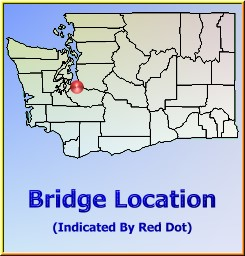 Bridge Location
(Indicated By Red Dot)